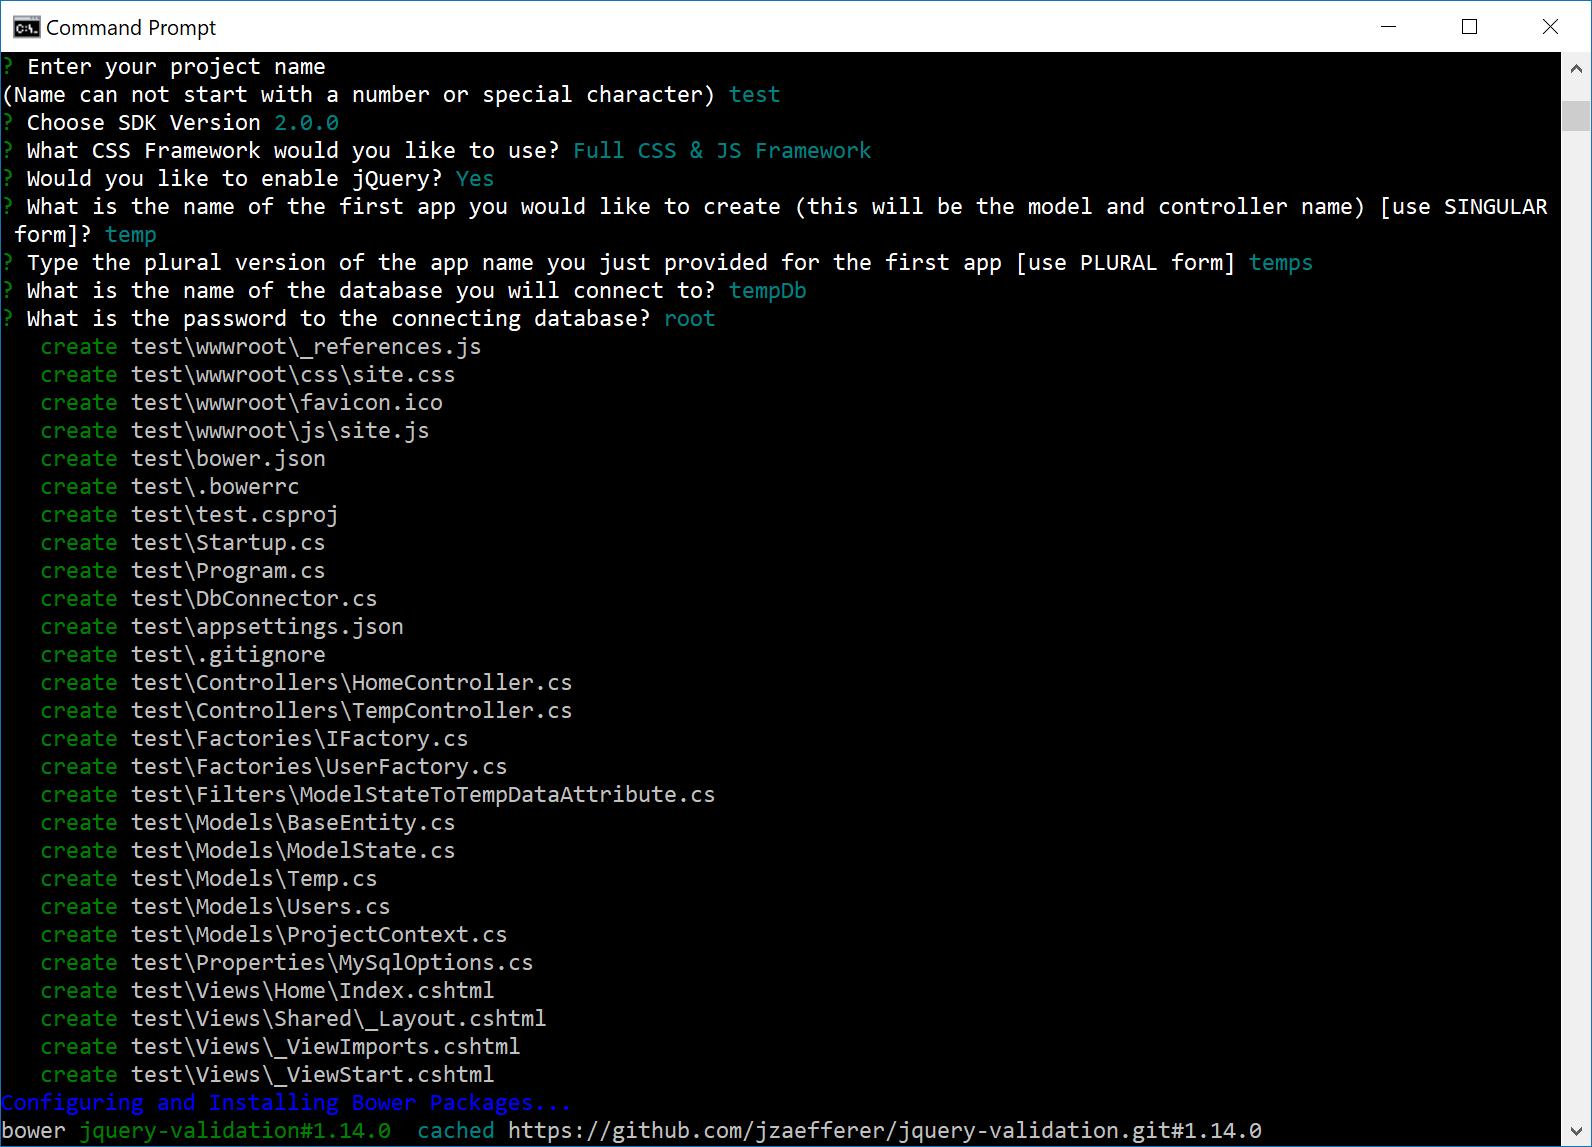 Command Prompt
? Enter your project name
(Name can not start with a number or special character) test
? Choose SDK Version 2.0.0
? What CSS Framework would you like to use? Full CSS & JS Framework
? Would you like to enable jQuery? Yes
? What is the name of the first app you would like to create (this will be the model and controller name) [use SINGULAR
form]? temp
? Type the plural version of the app name you just provided for the first app [use PLURAL form] temps
? What is the name of the database you will connect to? tempDb
? What is the password to the connecting database? root
create test\wwwroot\_references.js
create test\wwwroot\css\site.css
create test\wwwroot\favicon.ico
create test\wwwroot\js\site.js
create test\bower.json
create test\.bowerrc
create test\test.csproj
create test\Startup.cs
create test\Program.cs
create test\DbConnector.cs
create test\appsettings.json
create test\.gitignore
create test\Controllers\HomeController.cs
create test\Controllers\TempController.cs
create test\Factories\IFactory.cs
create test\Factories\UserFactory.cs
create test\Filters\ModelStateToTempDataAttribute.cs
create test\Models\BaseEntity.cs
create test\Models\ModelState.cs
create test\Models\Temp.cs
create test\Models\Users.cs
create test\Models\ProjectContext.cs
create test\Properties\MySqlOptions.cs
create test\Views\Home\Index.cshtml
create test\Views\Shared\_Layout.cshtml
create test\Views\_ViewImports.cshtml
create test\Views\_ViewStart.cshtml
Configuring and Installing Bower Packages...
bower jquery-validation#1.14.0 cached https://github.com/jzaefferer/jquery-validation.git#1.14.0